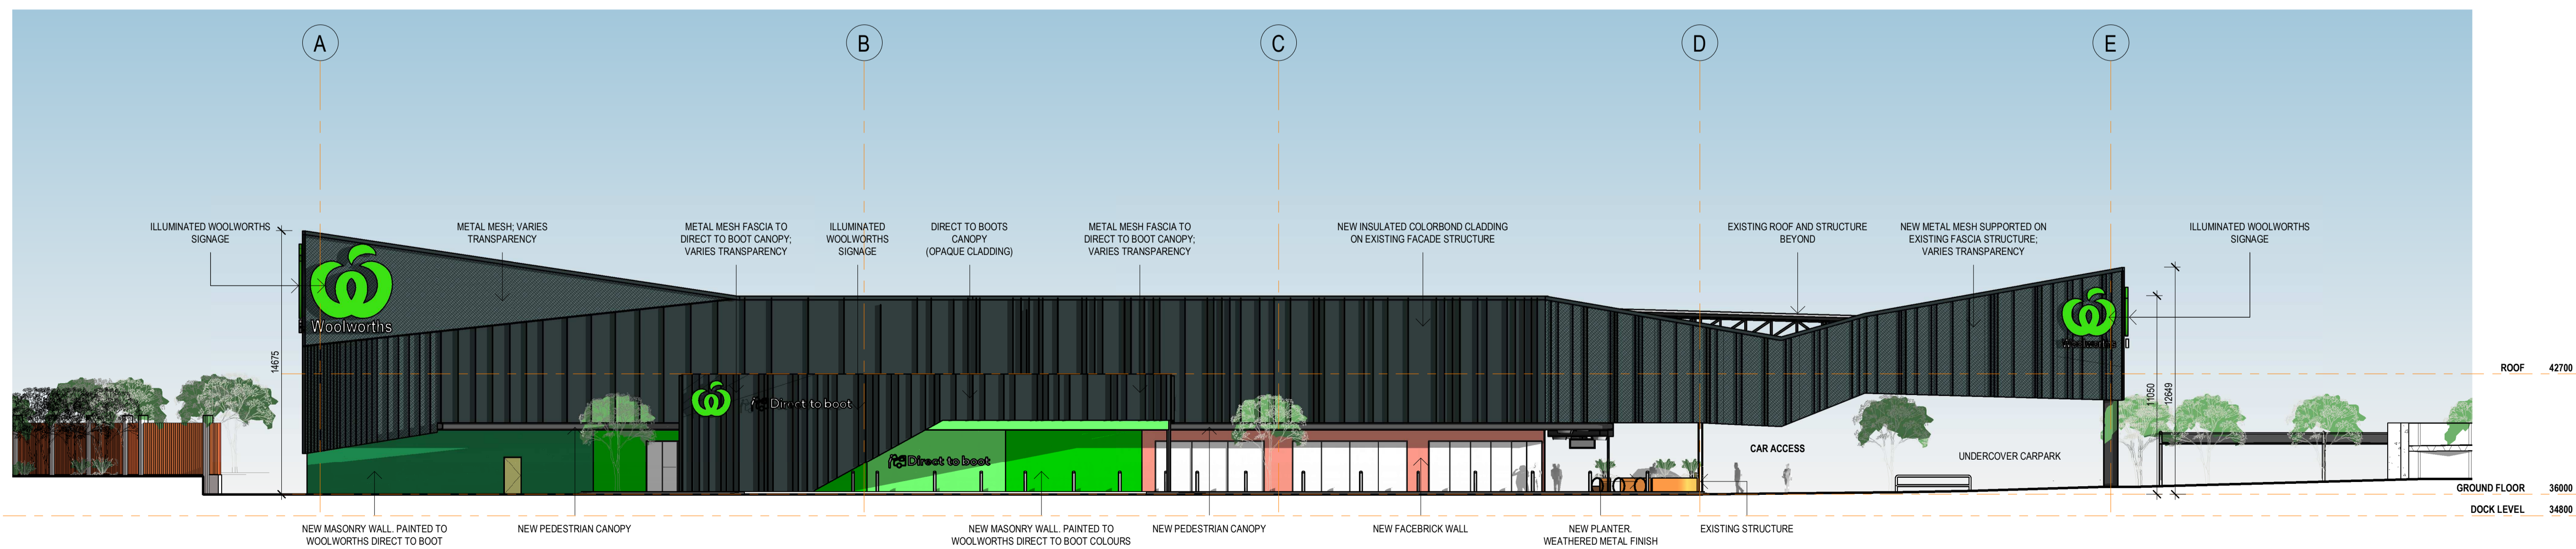 A
B
C
D
E
ILLUMINATED WOOLWORTHS
SIGNAGE
METAL MESH; VARIES
TRANSPARENCY
METAL MESH FASCIA TO
DIRECT TO BOOT CANOPY;
VARIES TRANSPARENCY
ILLUMINATED
WOOLWORTHS
SIGNAGE
DIRECT TO BOOTS
CANOPY
(OPAQUE CLADDING)
METAL MESH FASCIA TO
DIRECT TO BOOT CANOPY;
VARIES TRANSPARENCY
NEW INSULATED COLORBOND CLADDING
ON EXISTING FACADE STRUCTURE
EXISTING ROOF AND STRUCTURE
BEYOND
NEW METAL MESH SUPPORTED ON
EXISTING FASCIA STRUCTURE;
VARIES TRANSPARENCY
ILLUMINATED WOOLWORTHS
SIGNAGE
Woolworths
Woolworths
14675
11050
12649
ROOF 42700
Direct to boot
Direct to boot
CAR ACCESS
UNDERCOVER CARPARK
GROUND FLOOR 36000
DOCK LEVEL 34800
NEW MASONRY WALL. PAINTED TO
WOOLWORTHS DIRECT TO BOOT
NEW PEDESTRIAN CANOPY
NEW MASONRY WALL. PAINTED TO
WOOLWORTHS DIRECT TO BOOT COLOURS
NEW PEDESTRIAN CANOPY
NEW FACEBRICK WALL
NEW PLANTER.
WEATHERED METAL FINISH
EXISTING STRUCTURE